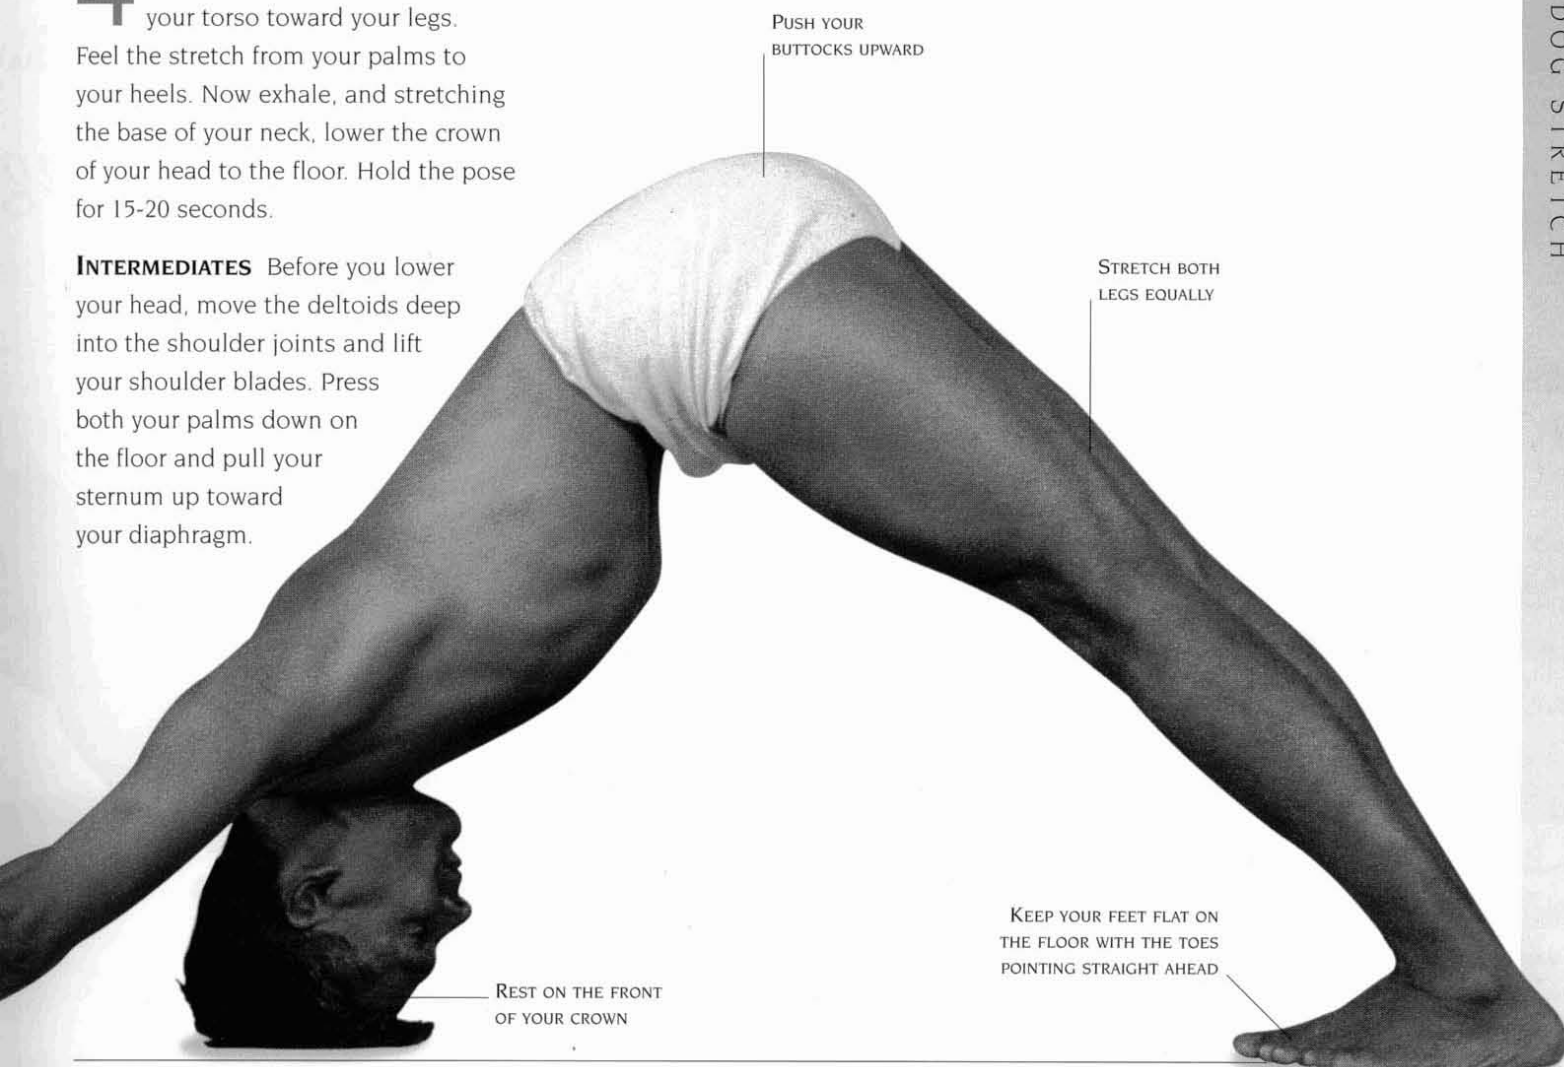 4 your torso toward your legs.
Feel the stretch from your palms to
your heels. Now exhale, and stretching
the base of your neck, lower the crown
of your head to the floor. Hold the pose
for 15-20 seconds.
INTERMEDIATES Before you lower
your head, move the deltoids deep
into the shoulder joints and lift
your shoulder blades. Press
both your palms down on
the floor and pull your
sternum up toward
your diaphragm.
PUSH YOUR
BUTTOCKS UPWARD
STRETCH BOTH
LEGS EQUALLY
KEEP YOUR FEET FLAT ON
THE FLOOR WITH THE TOES
POINTING STRAIGHT AHEAD
REST ON THE FRONT
OF YOUR CROWN
DOG STRETCH